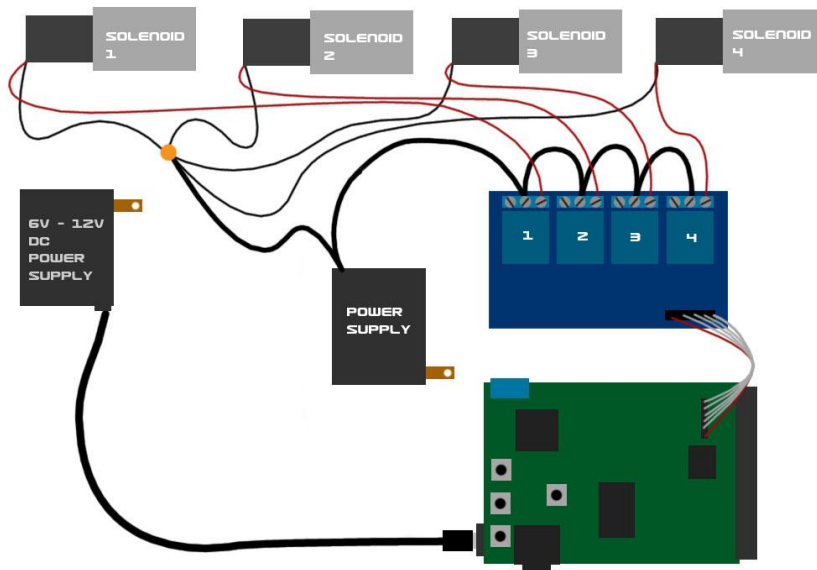 SOLENOID
1
SOLENOID
2
SOLENOID
3
SOLENOID
4
6V - 12V
DC
POWER
SUPPLY
POWER
SUPPLY
1
2
3
4